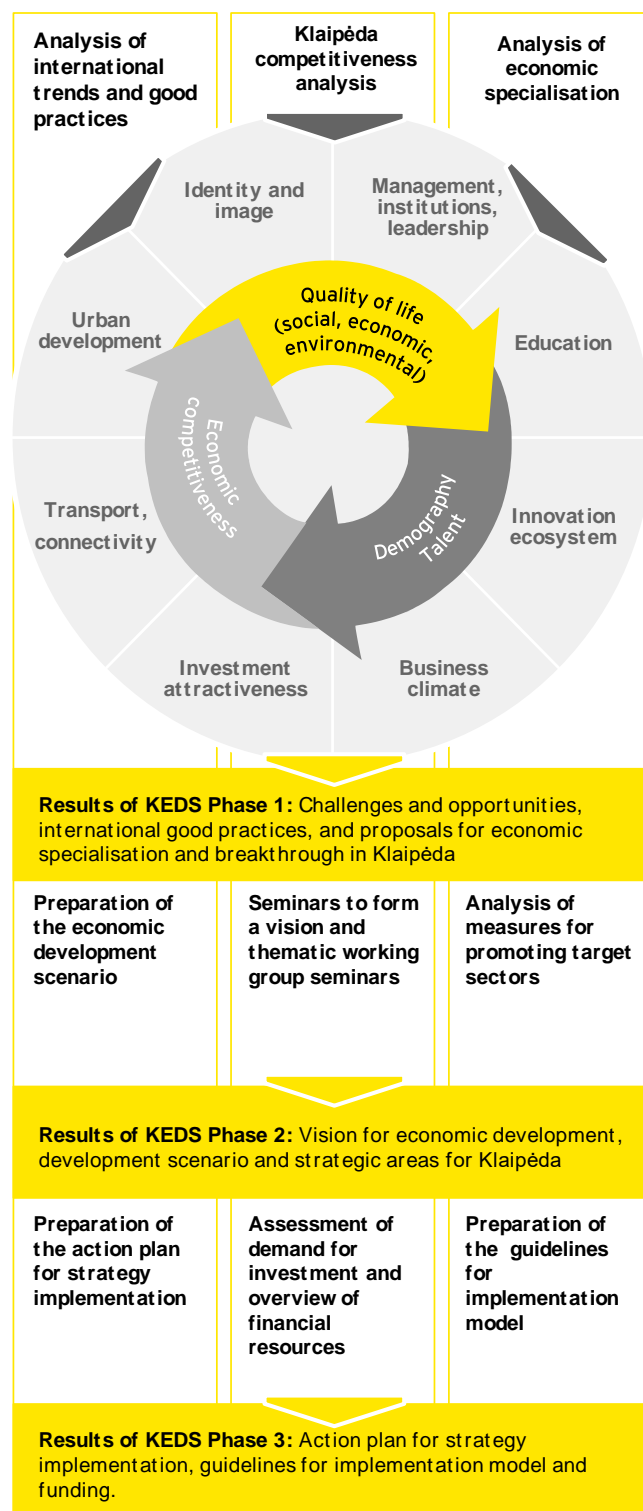 Analysis of
international
trends and good
practices
Klaipėda
competitiveness
analysis
Analysis of
economic
specialisation
Identity and
image
Management,
institutions,
leadership
Urban
development
Quality of life
(social, economic,
environmental)
Education
Economic
competitiveness
Demography
Talent
Transport,
connectivity
Innovation
ecosystem
Investment
attractiveness
Business
climate
Results of KEDS Phase 1: Challenges and opportunities,
international good practices, and proposals for economic
specialisation and breakthrough in Klaipėda
Preparation of
the economic
development
scenario
Seminars to form
a vision and
thematic working
group seminars
Analysis of
measures for
promoting target
sectors
Results of KEDS Phase 2: Vision for economic development,
development scenario and strategic areas for Klaipėda
Preparation of
the action plan
for strategy
implementation
Assessment of
demand for
investment and
overview of
financial
resources
Preparation of
the guidelines
for
implementation
model
Results of KEDS Phase 3: Action plan for strategy
implementation, guidelines for implementation model and
funding.